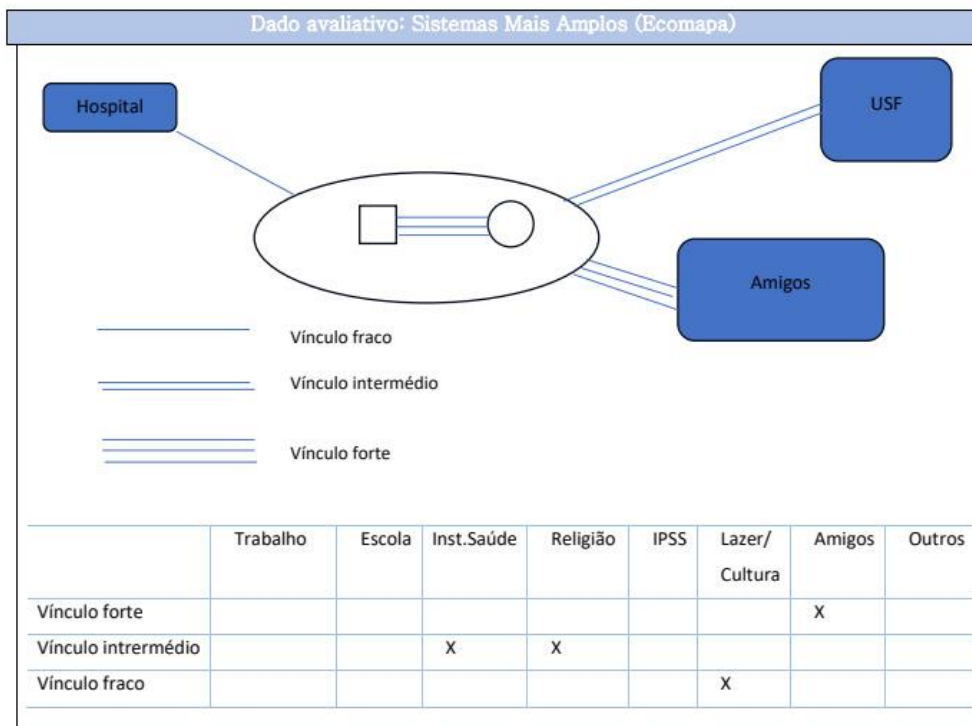 Dado avaliativo: Sistemas Mais Amplos (Ecomapa)
Hospital
USF
Amigos
Vínculo fraco
Vínculo intermédio
Vínculo forte
Trabalho Escola Inst.Saúde Religião IPSS Lazer/ Amigos Outros
Cultura
Vínculo forte X
Vínculo intrermédio X X
Vínculo fraco X